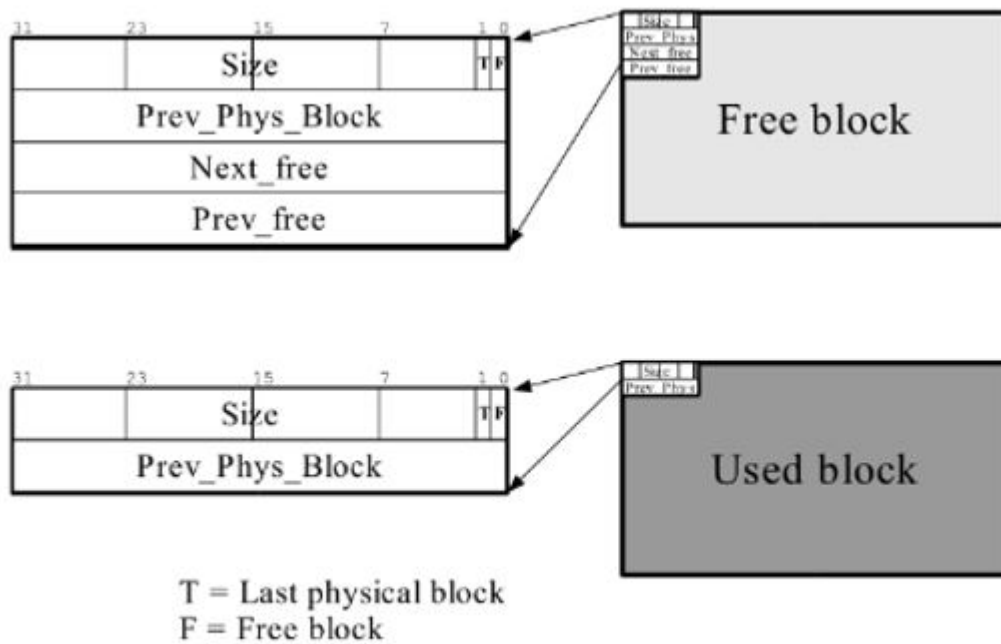 31 23 15 7 1 0
Size T F
Prev_Phys_Block
Next_free
Prev_free
Size
Prev_Phys
Next_free
Prev_free
Free block
31 23 15 7 1 0
Size T F
Prev_Phys_Block
Size
Prev_Phys
Used block
T = Last physical block
F = Free block